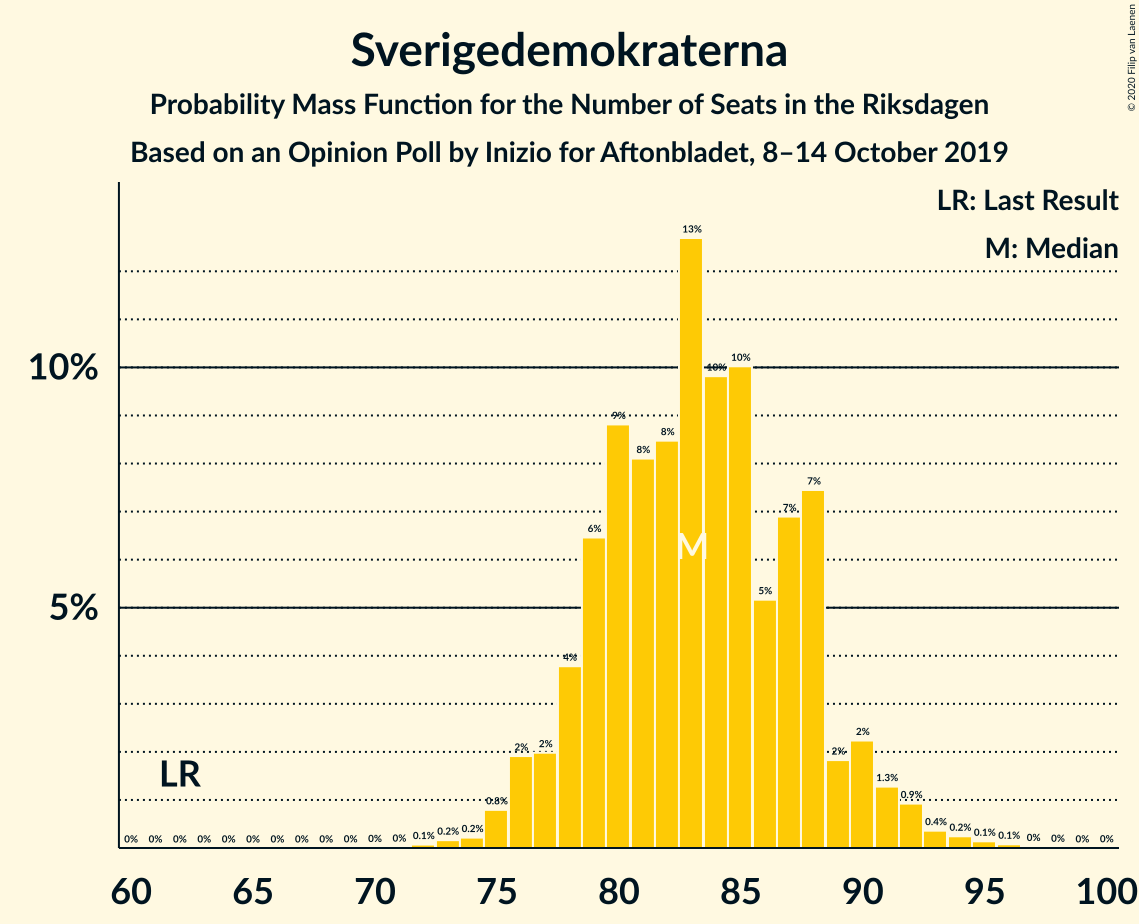 Sverigedemokraterna
Probability Mass Function for the Number of Seats in the Riksdagen
Based on an Opinion Poll by Inizio for Aftonbladet, 8–14 October 2019
© 2020 Filip van Laenen
LR: Last Result
M: Median
10%
5%
13%
10%
10%
9%
8%
8%
7%
7%
6%
5%
4%
M
LR
2%
2%
2%
2%
1.3%
0.9%
0.8%
0% 0% 0% 0% 0% 0% 0% 0% 0% 0% 0% 0% 0.1% 0.2% 0.2% 0.4% 0.2% 0.1% 0.1% 0% 0% 0% 0%
60 65 70 75 80 85 90 95 100